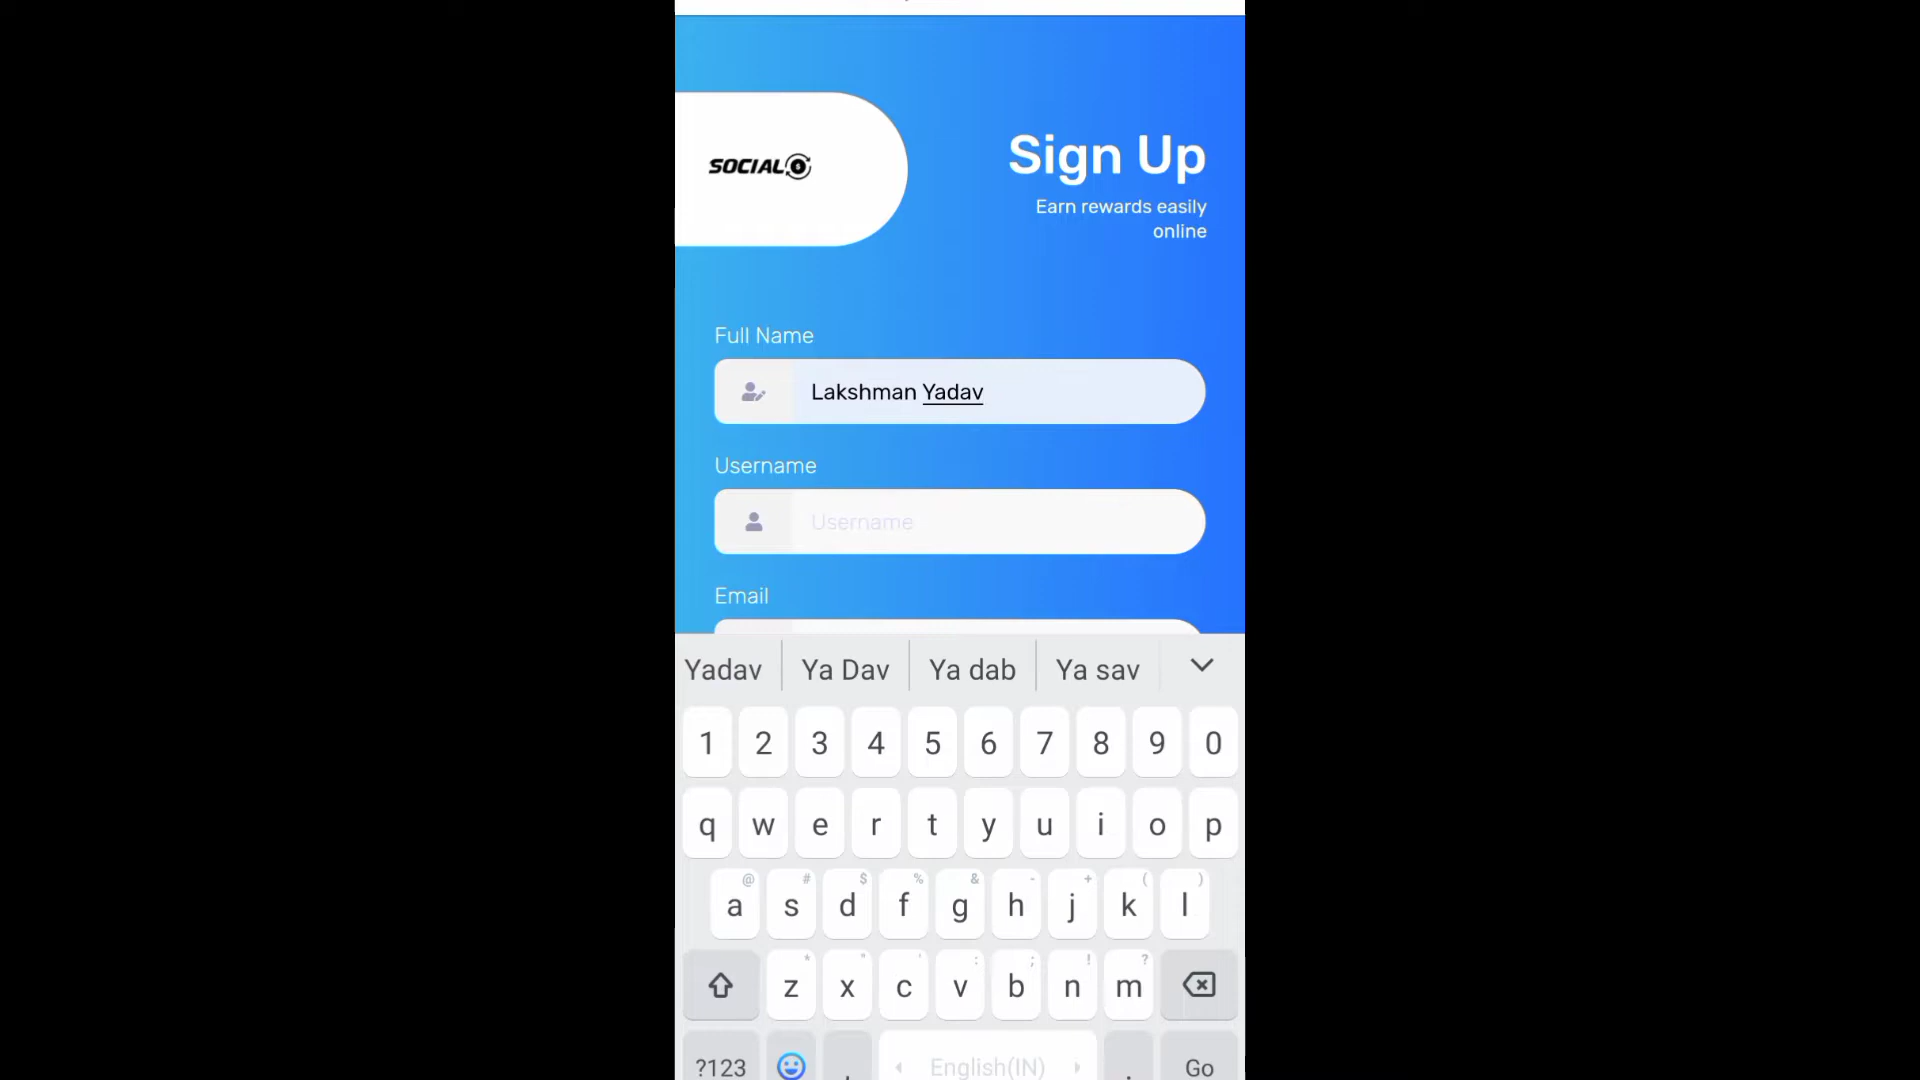 SOCIAL
Sign Up
Earn rewards easily
online
Full Name
Lakshman Yadav
Username
Username
Email
Yadav Ya Dav Ya dab Ya sav
1 2 3 4 5 6 7 8 9 0
q w e r t y u i o p
@ # $ % & - + ( )
a s d f g h j k l
* " ' : ; ! ?
z x c v b n m
?123 , English(IN) . Go